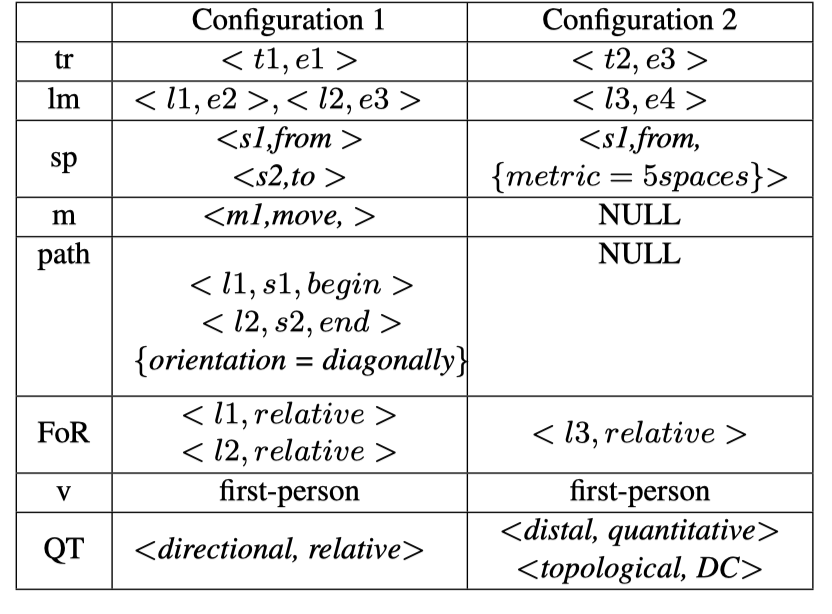 Configuration 1 Configuration 2
tr < t1, e1 > < t2, e3 >
lm < l1, e2 >, < l2, e3 > < l3, e4 >
sp <s1,from > <s1,from,
<s2,to > {metric = 5spaces}>
m <m1,move, > NULL
path NULL
< l1, s1, begin >
< l2, s2, end >
{orientation = diagonally}
FoR < l1, relative > < l3, relative >
< l2, relative >
v first-person first-person
QT <directional, relative> <distal, quantitative>
<topological, DC>